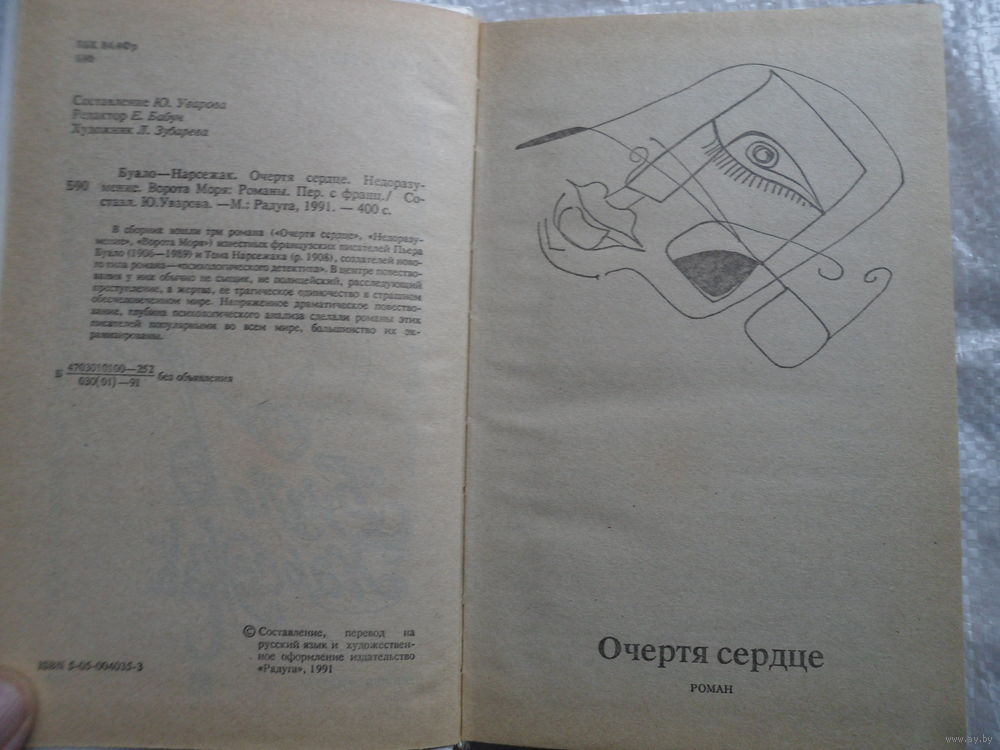 ББК 84.4Фр
Б90
Составление Ю. Уварова
Редактор Е. Бабун
Художник Л. Зубарева
Буало—Нарсежак. Очертя сердце. Недоразу-
Б90 мение. Ворота Моря: Романы. Пер. с франц./ Со-
ставл. Ю.Уварова. —М.: Радуга, 1991. — 400 с.
В сборник вошли три романа («Очертя сердце», «Недоразу-
мение», «Ворота Моря») известных французских писателей Пьера
Буало (1906—1989) и Тома Нарсежака (р. 1908), создателей ново-
го типа романа—«психологического детектива». В центре повество-
вания у них обычно не сыщик, не полицейский, расследующий
преступление, а жертва, ее трагическое одиночество в страшном
обесчеловеченном мире. Напряженное драматическое повество-
вание, глубина психологического анализа сделали романы этих
писателей популярными во всем мире, большинство их эк-
ранизированы.
Б 4703010100—252
030(01)—91 без объявления
© Составление, перевод на
русский язык и художествен-
ное оформление издательство
«Радуга», 1991
ISBN 5-05-004035-3
Очертя сердце
РОМАН
www.ay.by